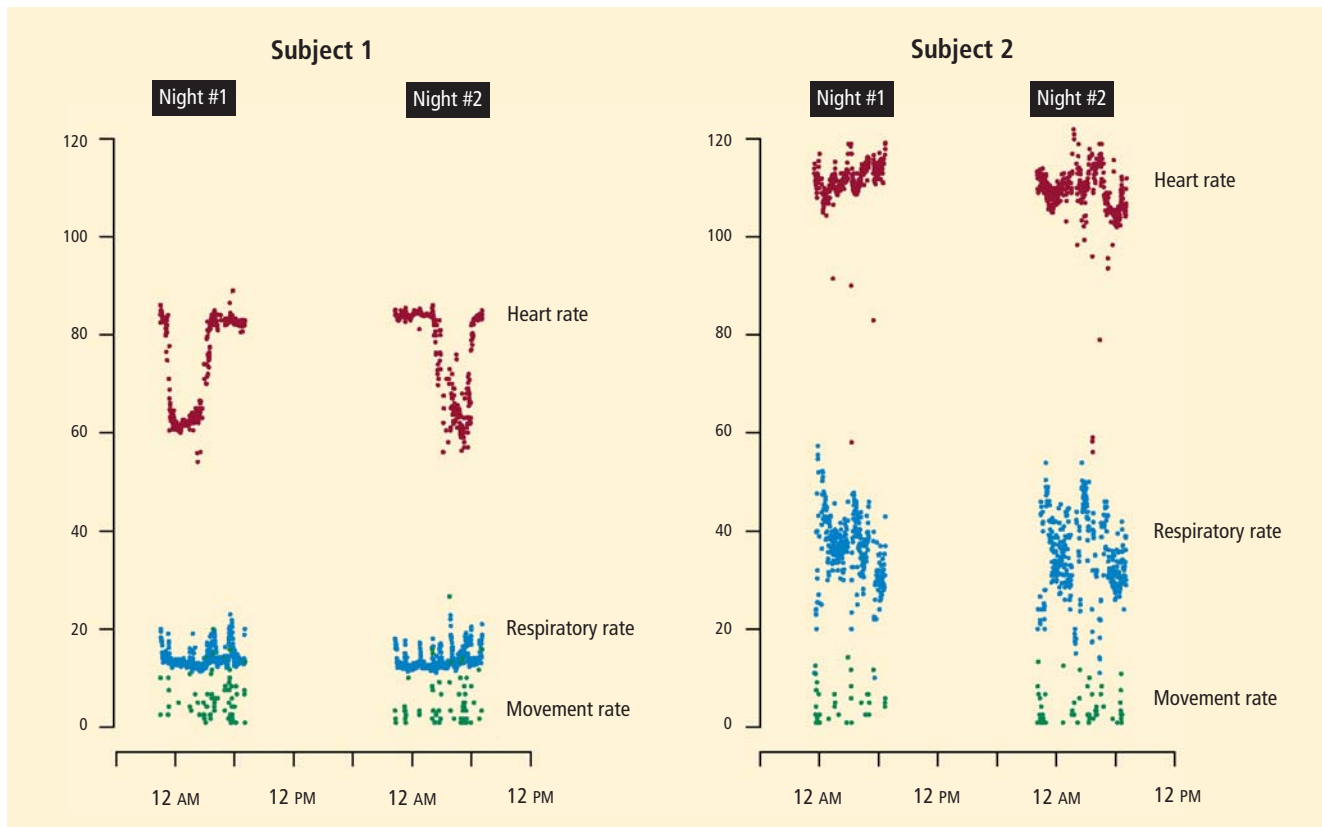 Subject 1
Night #1
Night #2
120
100
80
60
40
20
0
Heart rate
Respiratory rate
Movement rate
12 AM
12 PM
12 AM
12 PM
Subject 2
Night #1
Night #2
120
100
80
60
40
20
0
Heart rate
Respiratory rate
Movement rate
12 AM
12 PM
12 AM
12 PM